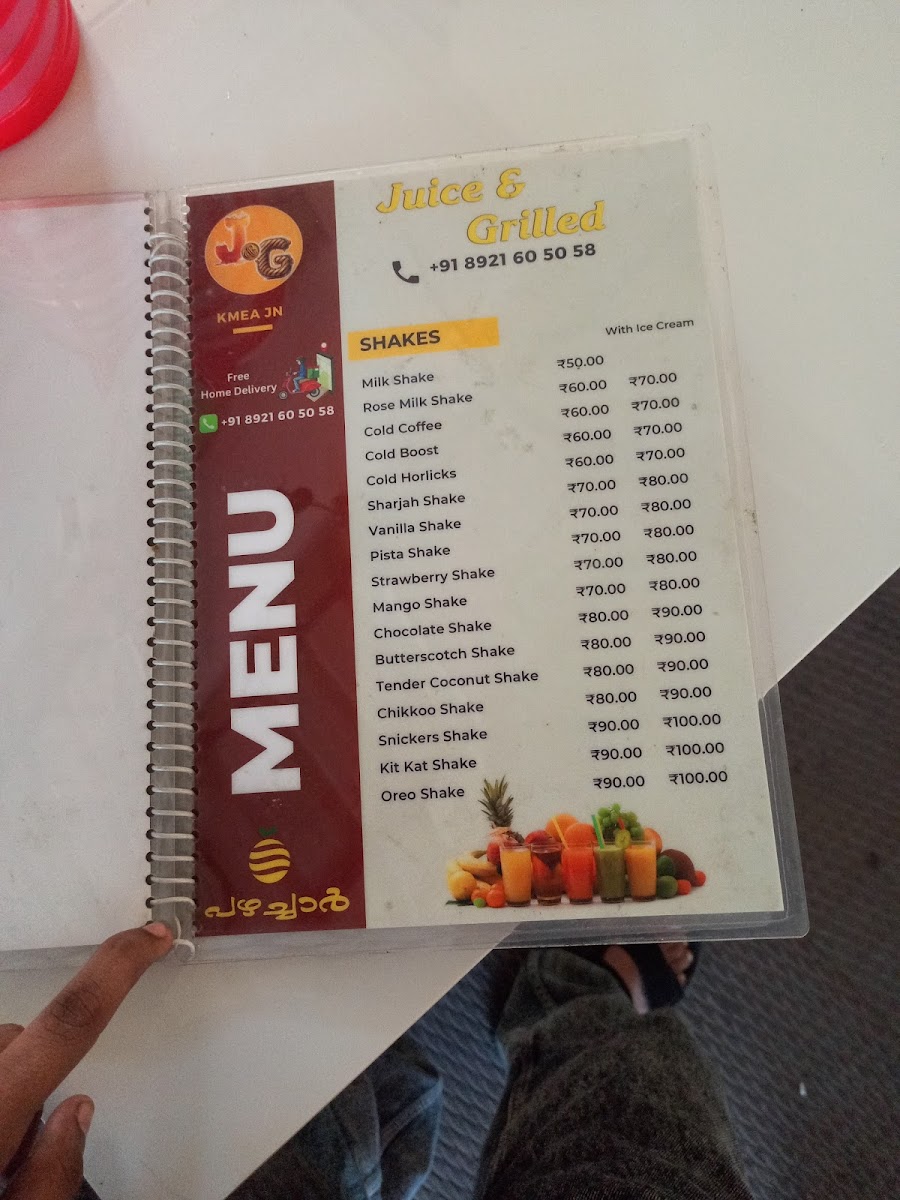 J&G
KMEA JN
Free
Home Delivery
+91 8921 60 50 58
MENU
പഴച്ചാർ
Juice &
Grilled
+91 8921 60 50 58
SHAKES With Ice Cream
Milk Shake ₹50.00
Rose Milk Shake ₹60.00 ₹70.00
Cold Coffee ₹60.00 ₹70.00
Cold Boost ₹60.00 ₹70.00
Cold Horlicks ₹60.00 ₹70.00
Sharjah Shake ₹70.00 ₹80.00
Vanilla Shake ₹70.00 ₹80.00
Pista Shake ₹70.00 ₹80.00
Strawberry Shake ₹70.00 ₹80.00
Mango Shake ₹70.00 ₹80.00
Chocolate Shake ₹80.00 ₹90.00
Butterscotch Shake ₹80.00 ₹90.00
Tender Coconut Shake ₹80.00 ₹90.00
Chikkoo Shake ₹80.00 ₹90.00
Snickers Shake ₹90.00 ₹100.00
Kit Kat Shake ₹90.00 ₹100.00
Oreo Shake ₹90.00 ₹100.00